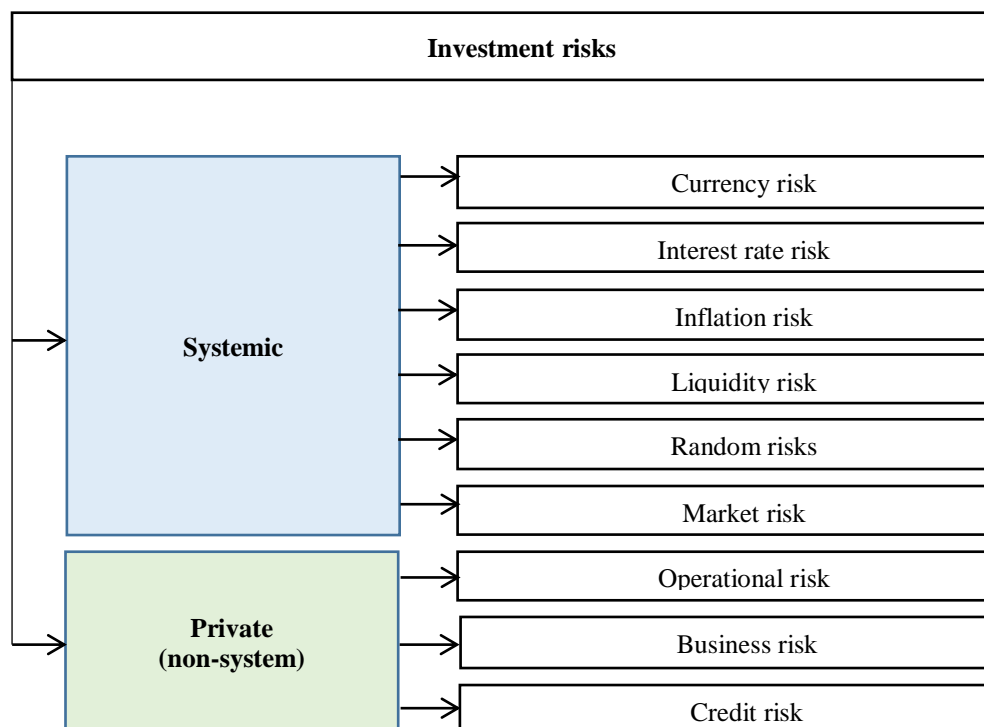 Investment risks
Currency risk
Interest rate risk
Inflation risk
Systemic
Liquidity risk
Random risks
Market risk
Operational risk
Private
(non-system)
Business risk
Credit risk